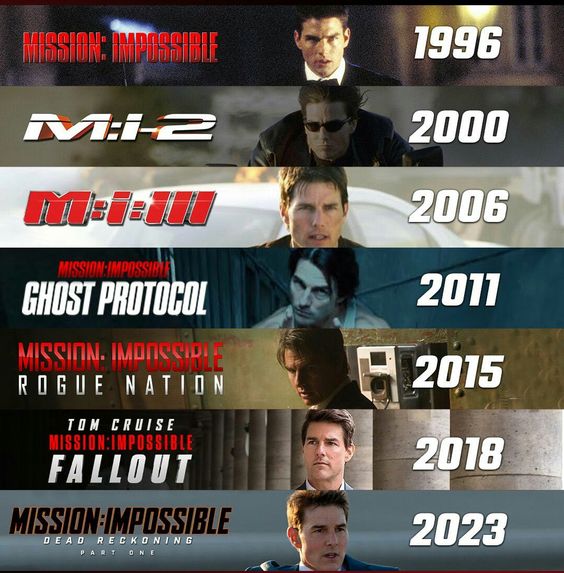 MISSION: IMPOSSIBLE
1996
M:i-2
2000
M:i:III
2006
MISSION:IMPOSSIBLE
GHOST PROTOCOL
2011
MISSION: IMPOSSIBLE
ROGUE NATION
2015
TOM CRUISE
MISSION:IMPOSSIBLE
FALLOUT
2018
MISSION:IMPOSSIBLE
DEAD RECKONING
PART ONE
2023